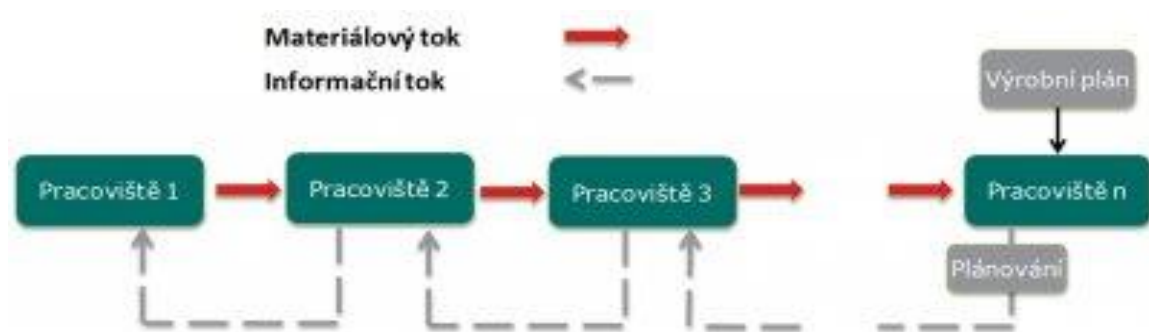 Materiálový tok
Informační tok
Výrobní plán
Pracoviště 1
Pracoviště 2
Pracoviště 3
Pracoviště n
Plánování